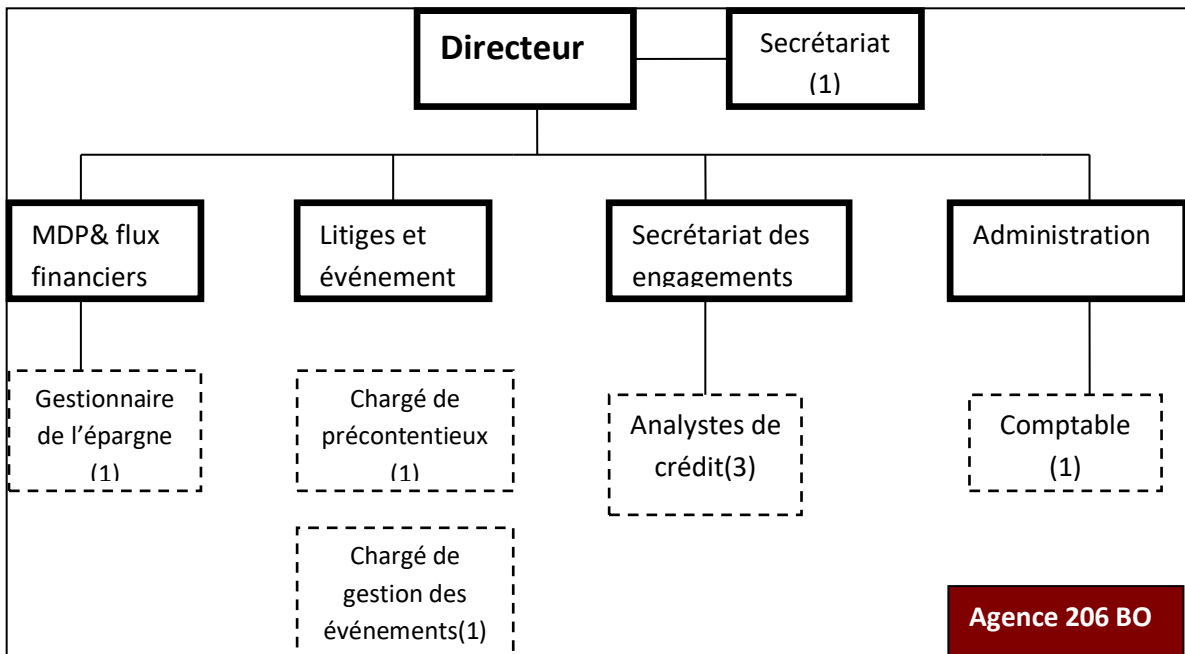 Directeur
Secrétariat
(1)
MDP& flux
financiers
Litiges et
événement
Secrétariat des
engagements
Administration
Gestionnaire
de l’épargne
(1)
Chargé de
précontentieux
(1)
Analystes de
crédit(3)
Comptable
(1)
Chargé de
gestion des
événements(1)
Agence 206 BO